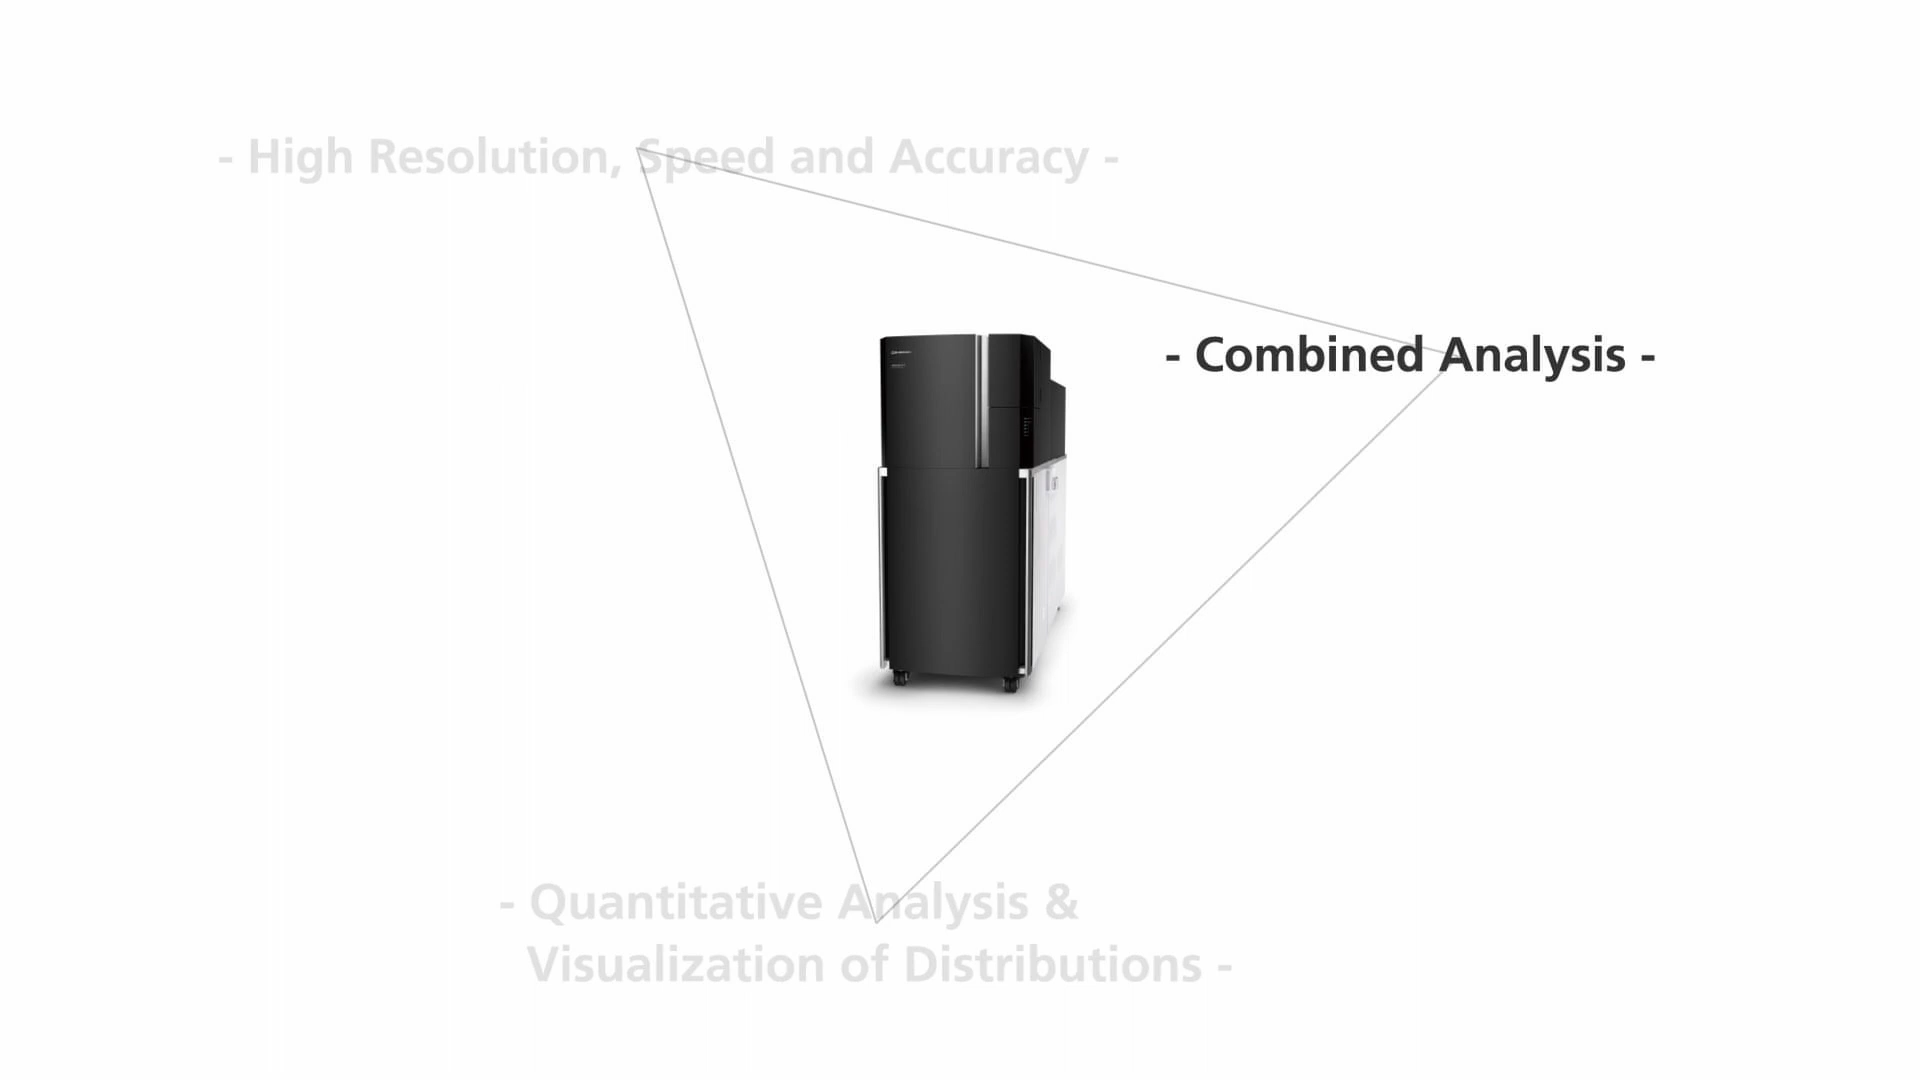 - High Resolution, Speed and Accuracy -
- Combined Analysis -
- Quantitative Analysis &
Visualization of Distributions -